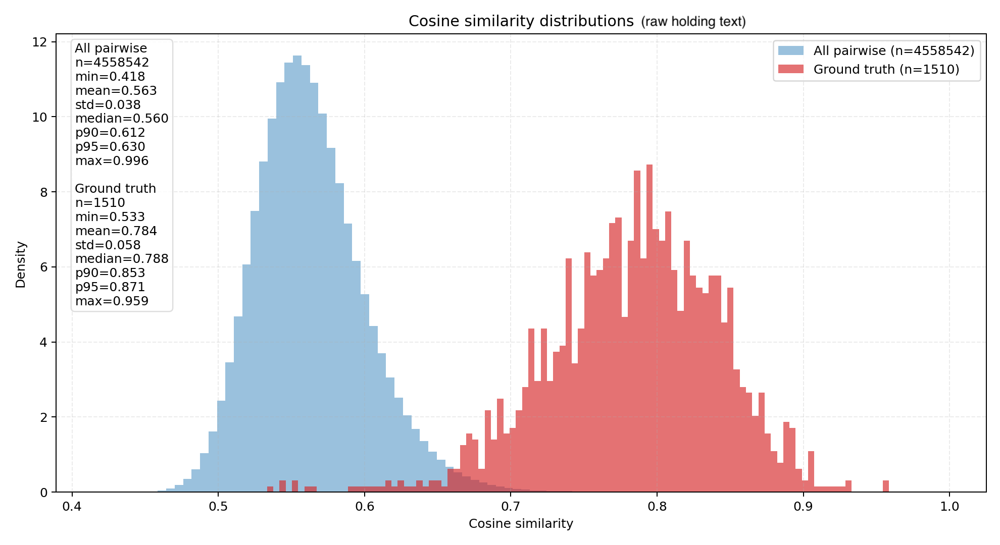 Cosine similarity distributions (raw holding text)
12
10
8
6
4
2
0
Density
All pairwise
n=4558542
min=0.418
mean=0.563
std=0.038
median=0.560
p90=0.612
p95=0.630
max=0.996
Ground truth
n=1510
min=0.533
mean=0.784
std=0.058
median=0.788
p90=0.853
p95=0.871
max=0.959
All pairwise (n=4558542)
Ground truth (n=1510)
0.4 0.5 0.6 0.7 0.8 0.9 1.0
Cosine similarity